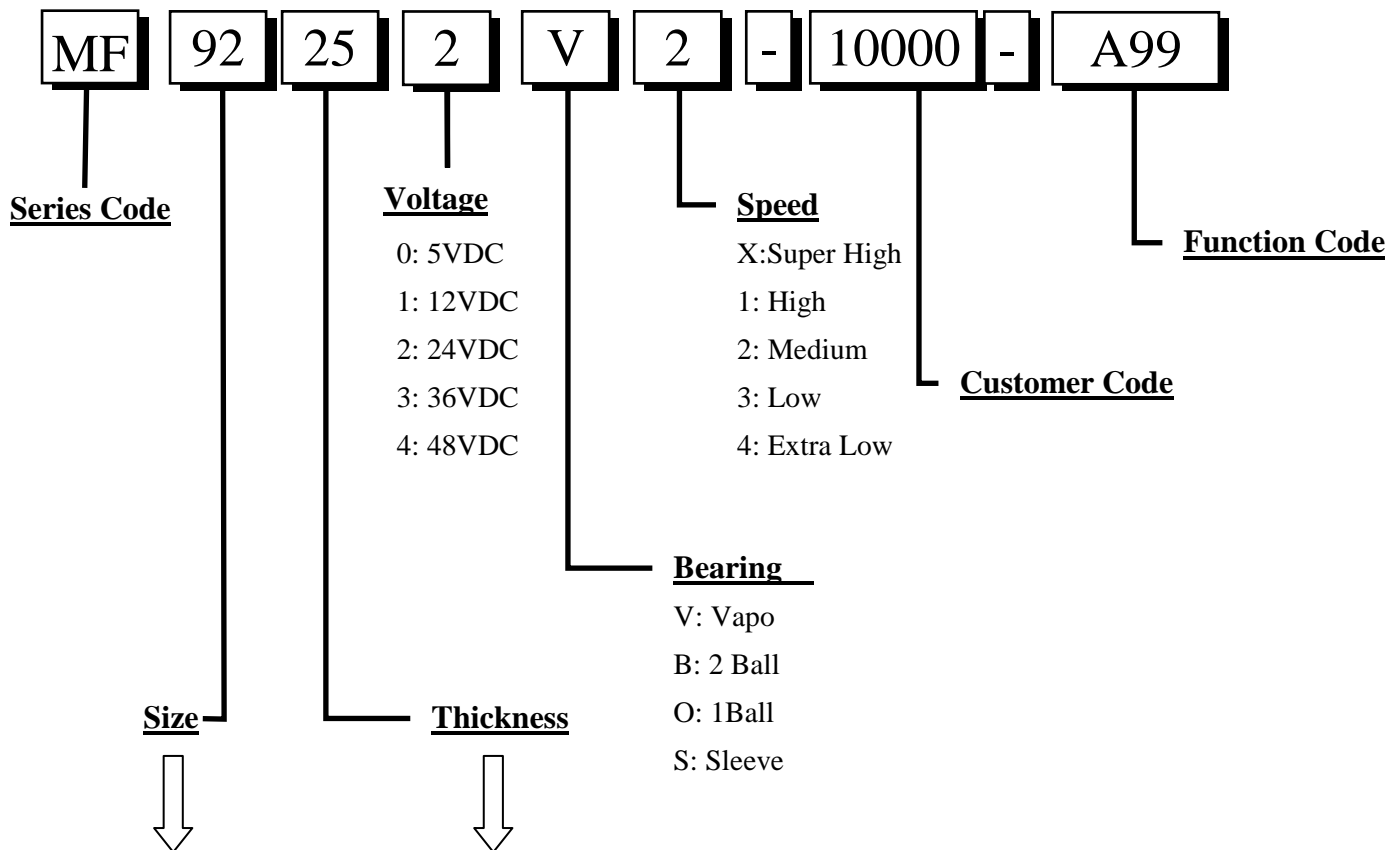 MF 92 25 2 V 2 - 10000 - A99
Series Code
Voltage
0: 5VDC
1: 12VDC
2: 24VDC
3: 36VDC
4: 48VDC
Speed
X:Super High
1: High
2: Medium
3: Low
4: Extra Low
Function Code
Customer Code
Bearing
V: Vapo
B: 2 Ball
O: 1Ball
S: Sleeve
Size
Thickness